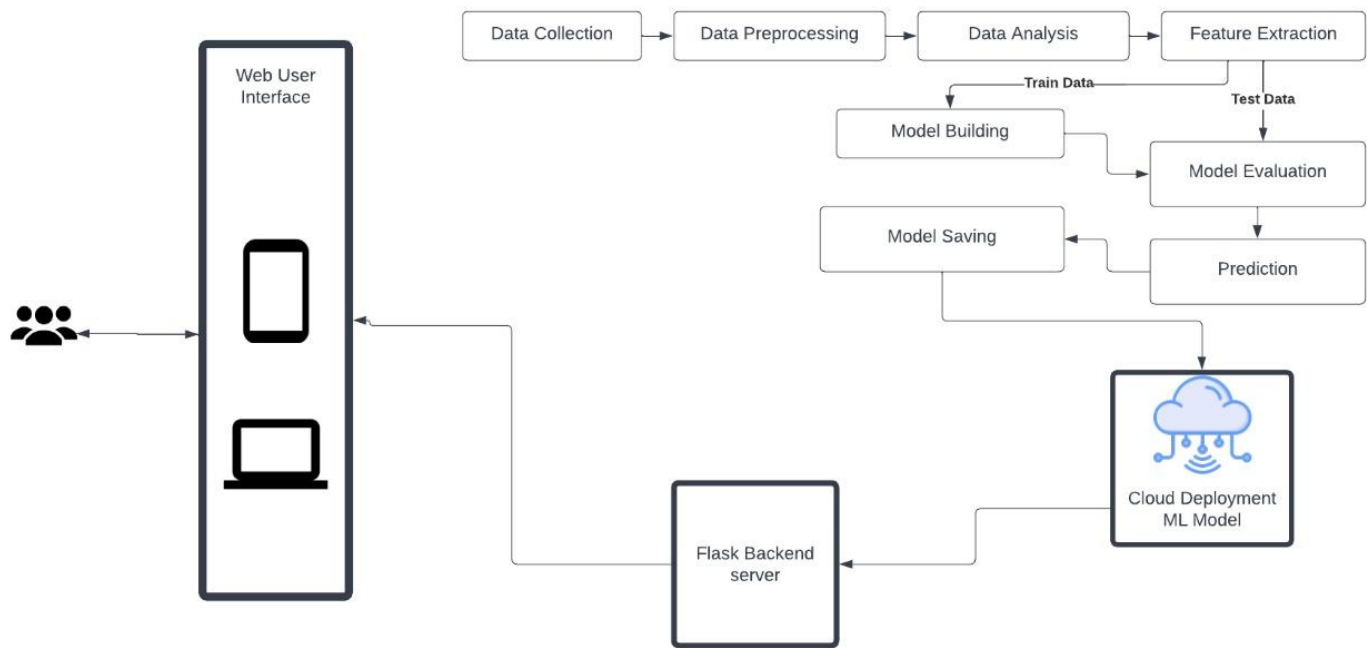 Data Collection
Data Preprocessing
Data Analysis
Feature Extraction
Web User
Interface
Train Data
Test Data
Model Building
Model Evaluation
Model Saving
Prediction
Cloud Deployment
ML Model
Flask Backend
server